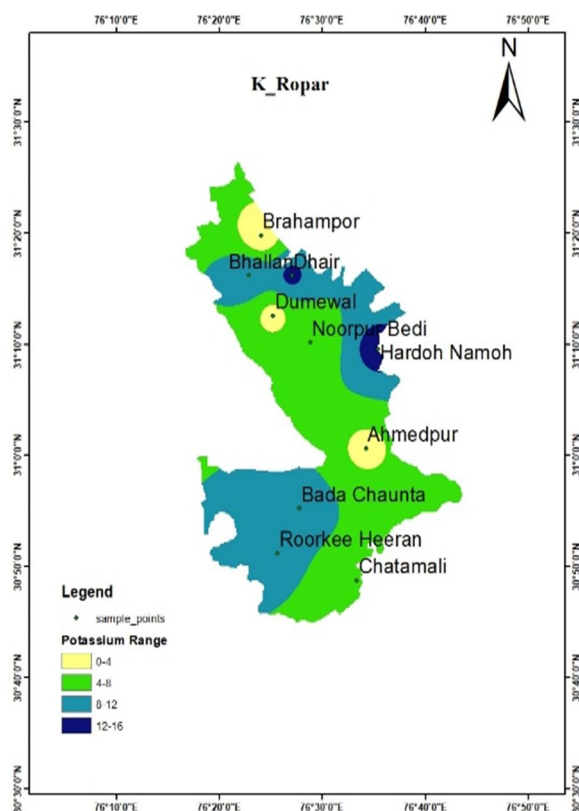 76°10'0"E 76°20'0"E 76°30'0"E 76°40'0"E 76°50'0"E
N
K_Ropar
31°30'0"N 31°30'0"N
31°20'0"N 31°20'0"N
31°10'0"N 31°10'0"N
31°0'0"N 31°0'0"N
30°50'0"N 30°50'0"N
30°40'0"N 30°40'0"N
30°30'0"N 30°30'0"N
Brahampor
Bhallan Dhair
Dumewal
Noorpur Bedi
Hardoh Namoh
Ahmedpur
Bada Chaunta
Roorkee Heeran
Chatamali
Legend
sample_points
Potassium Range
0-4
4-8
8-12
12-16
76°10'0"E 76°20'0"E 76°30'0"E 76°40'0"E 76°50'0"E